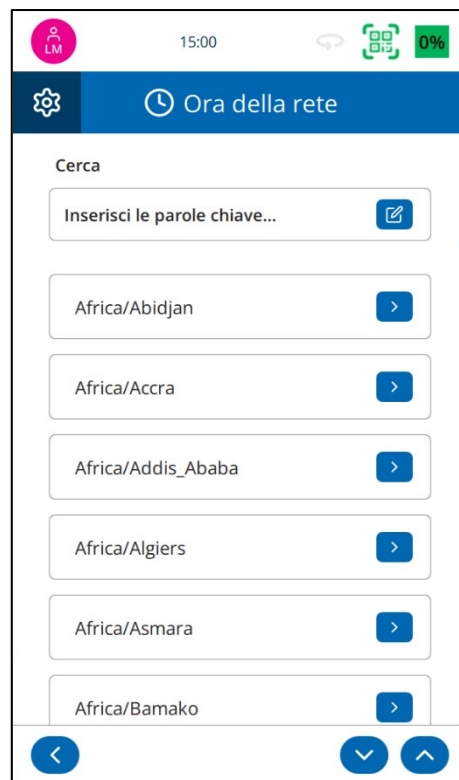 LM
15:00
0%
Ora della rete
Cerca
Inserisci le parole chiave...
Africa/Abidjan
Africa/Accra
Africa/Addis_Ababa
Africa/Algiers
Africa/Asmara
Africa/Bamako